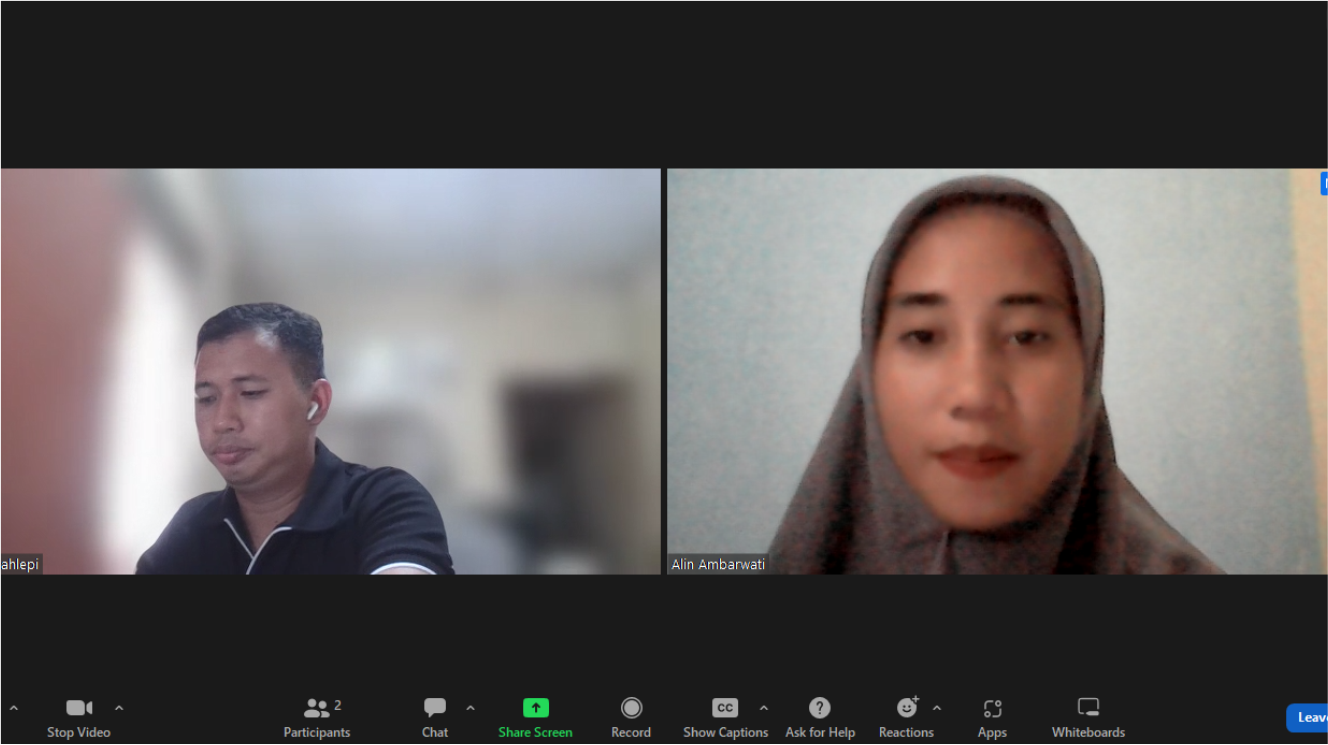 ahlepi
Alin Ambarwati
2
Stop Video
Participants
Chat
Share Screen
CC
Record
Show Captions
Ask for Help
Reactions
Apps
Whiteboards
Leav